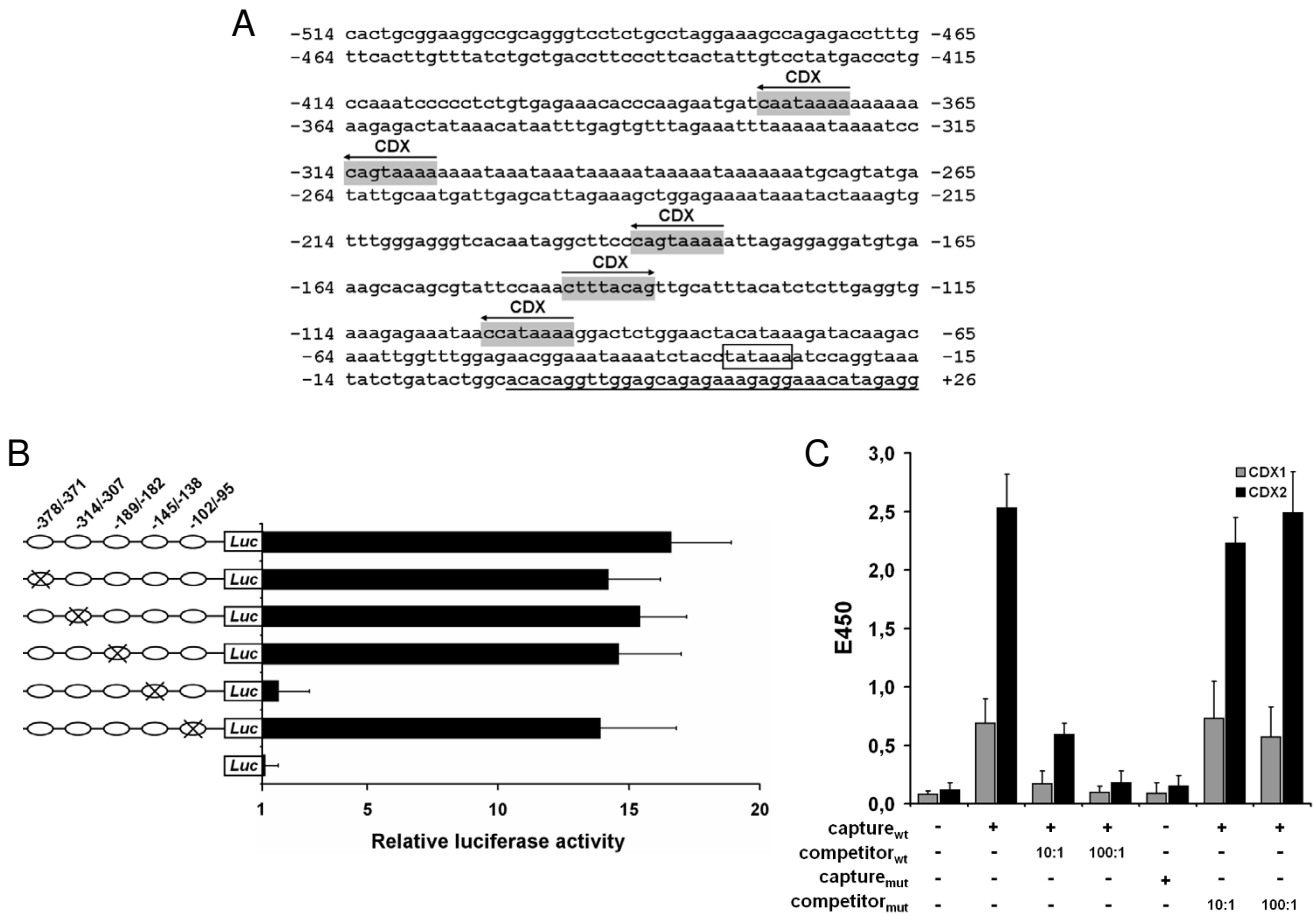 A
-514 cactgcggaaggccgcagggtcctctgcctaggaaagccagagacctttg -465
-464 ttcacttgtttatctgctgaccttcccttcactattgtcctatgaccctg -415
CDX
-414 ccaaatccccctctgtgagaaacacccaagaatgatcaataaaaaaaaaa -365
-364 aagagactataaacataatttgagtgtttagaaatttaaaaataaaatcc -315
CDX
-314 cagtaaaaaaaataaataaataaaaataaaaataaaaaaatgcagtatga -265
-264 tattgcaatgattgagcattagaaagctggagaaaataaatactaaagtg -215
CDX
-214 tttgggagggtcacaataggcttcccagtaaaaattagaggaggatgtga -165
CDX
-164 aagcacagcgtattccaaactttacagttgcatttacatctcttgaggtg -115
CDX
-114 aaagagaaataaccataaaaggactctggaactacataaagatacaagac -65
-64 aaattggtttggagaacggaaataaaatctacctataaaatccaggtaaa -15
-14 tatctgatactggcacacaggttggagcagagaaagaggaaacatagagg +26
B
-378/-371
-314/-307
-189/-182
-145/-138
-102/-95
Luc
Luc
Luc
Luc
Luc
Luc
Luc
1 5 10 15 20
Relative luciferase activity
C
3,0
2,5
2,0
1,5
1,0
0,5
0,0
E450
CDX1
CDX2
capturewt - + + + - + +
competitorwt - - 10:1 100:1 - - -
capturemut - - - - + - -
competitormut - - - - - 10:1 100:1